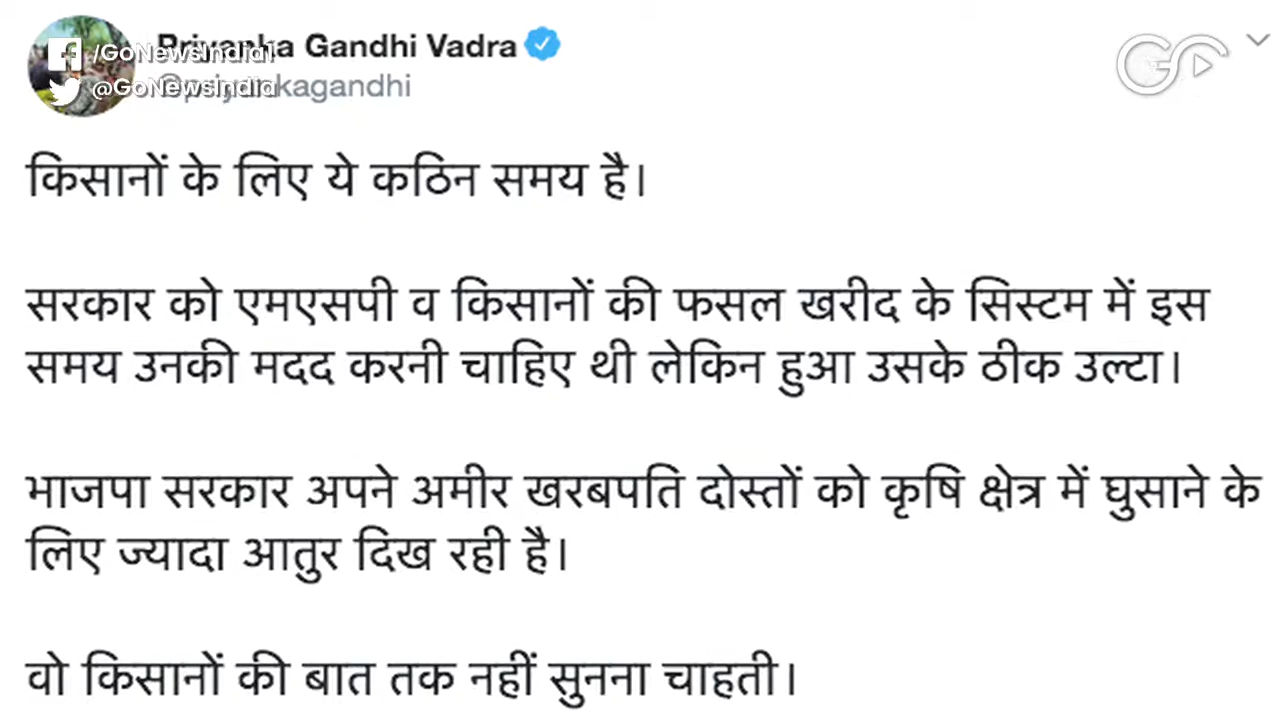 Priyanka Gandhi Vadra
/GoNewsIndia1
@priyankagandhi
@GoNewsIndia
किसानों के लिए ये कठिन समय है।
सरकार को एमएसपी व किसानों की फसल खरीद के सिस्टम में इस
समय उनकी मदद करनी चाहिए थी लेकिन हुआ उसके ठीक उल्टा।
भाजपा सरकार अपने अमीर खरबपति दोस्तों को कृषि क्षेत्र में घुसाने के
लिए ज्यादा आतुर दिख रही है।
वो किसानों की बात तक नहीं सुनना चाहती।